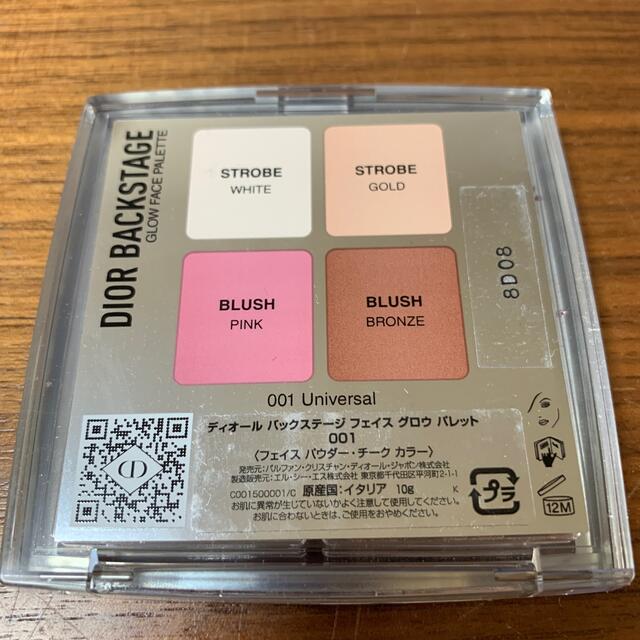 DIOR BACKSTAGE
GLOW FACE PALETTE
STROBE
WHITE
STROBE
GOLD
BLUSH
PINK
BLUSH
BRONZE
8D08
001 Universal
ディオール バックステージ フェイス グロウ パレット
001
〈フェイス パウダー・チーク カラー〉
発売元:パルファン・クリスチャン・ディオール・ジャポン株式会社
製造販売元:エル・シー・エス株式会社 東京都千代田区平河町2-1-1
C001500001/C 原産国:イタリア 10g K
お肌に異常が生じていないかよく注意して使用してください。
お肌に合わないときは、ご使用をおやめください。
プラ
12M
CD